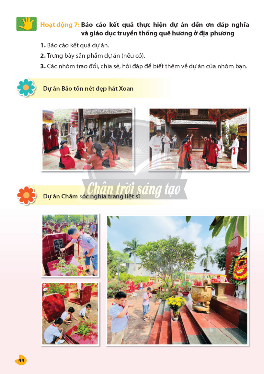 Hoạt động 7: Báo cáo kết quả thực hiện dự án đền ơn đáp nghĩa
và giáo dục truyền thống quê hương ở địa phương
1. Báo cáo kết quả dự án.
2. Trưng bày sản phẩm dự án (nếu có).
3. Các nhóm trao đổi, chia sẻ, hỏi đáp để biết thêm về dự án của nhóm bạn.
Dự án Bảo tồn nét đẹp hát Xoan
Chân trời sáng tạo
Dự án Chăm sóc nghĩa trang liệt sĩ